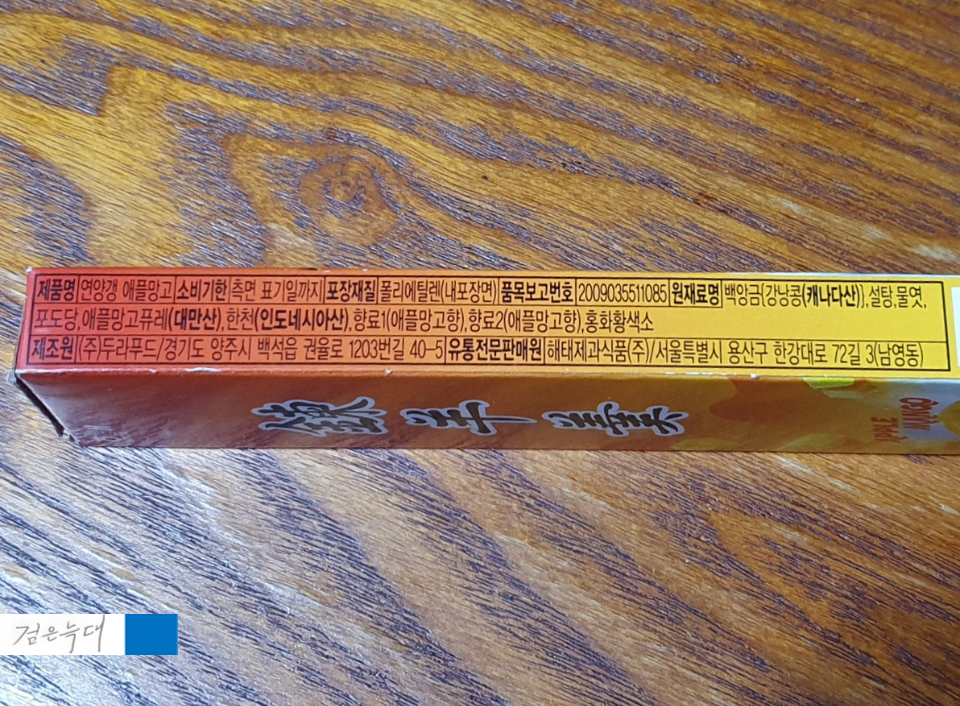 제품명 연양갱 애플망고 소비기한 측면 표기일까지 포장재질 폴리에틸렌(내포장면) 품목보고번호 2009035511085 원재료명 백앙금{강낭콩(캐나다산)},설탕,물엿,
포도당,애플망고퓨레(대만산),한천(인도네시아산),향료1(애플망고향),향료2(애플망고향),홍화황색소
제조원 (주)두라푸드/경기도 양주시 백석읍 권율로 1203번길 40-5 유통전문판매원 해태제과식품(주)/서울특별시 용산구 한강대로 72길 3(남영동)
APPLE
MANGO
검은늑대